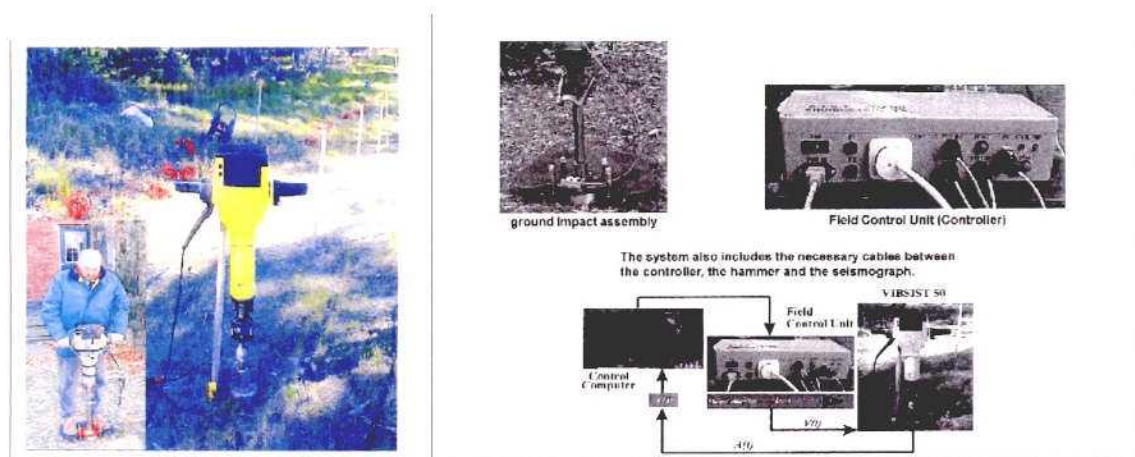 ground impact assembly
Field Control Unit (Controller)
The system also includes the necessary cables between
the controller, the hammer and the seismograph.
VIBSIST 50
Field
Control Unit
Control
Computer
V(t)
A(t)